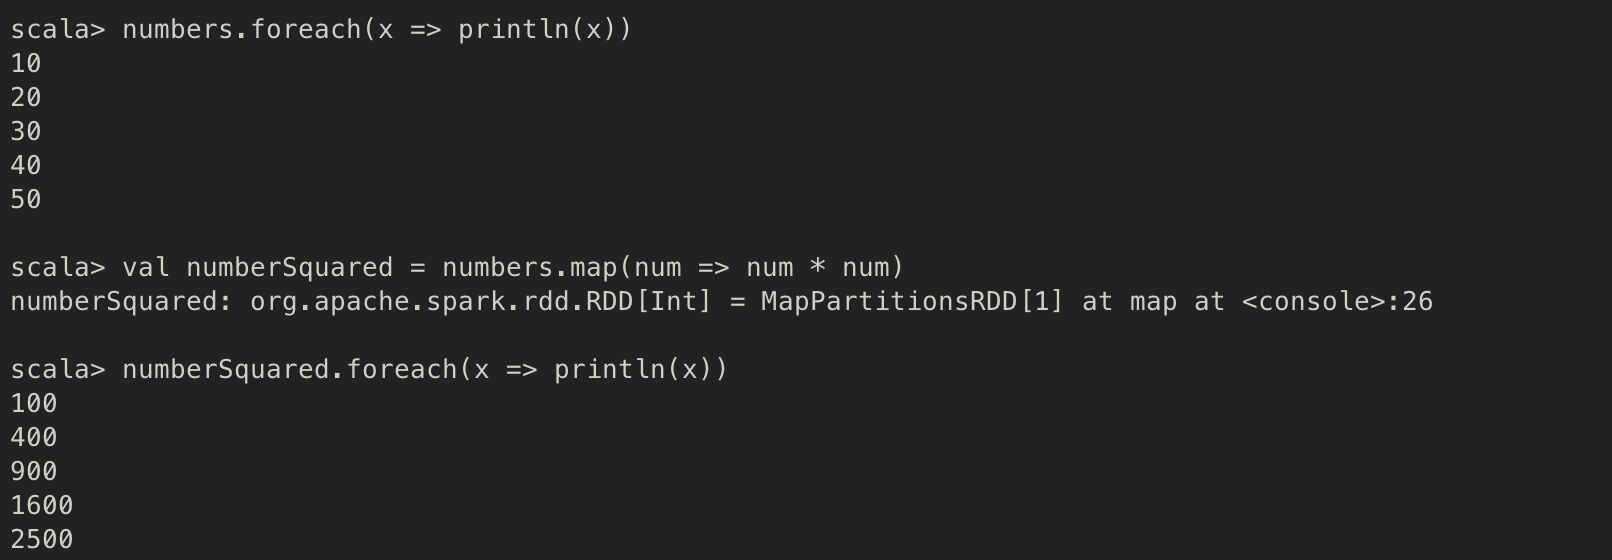 scala> numbers.foreach(x => println(x))
10
20
30
40
50
scala> val numberSquared = numbers.map(num => num * num)
numberSquared: org.apache.spark.rdd.RDD[Int] = MapPartitionsRDD[1] at map at <console>:26
scala> numberSquared.foreach(x => println(x))
100
400
900
1600
2500